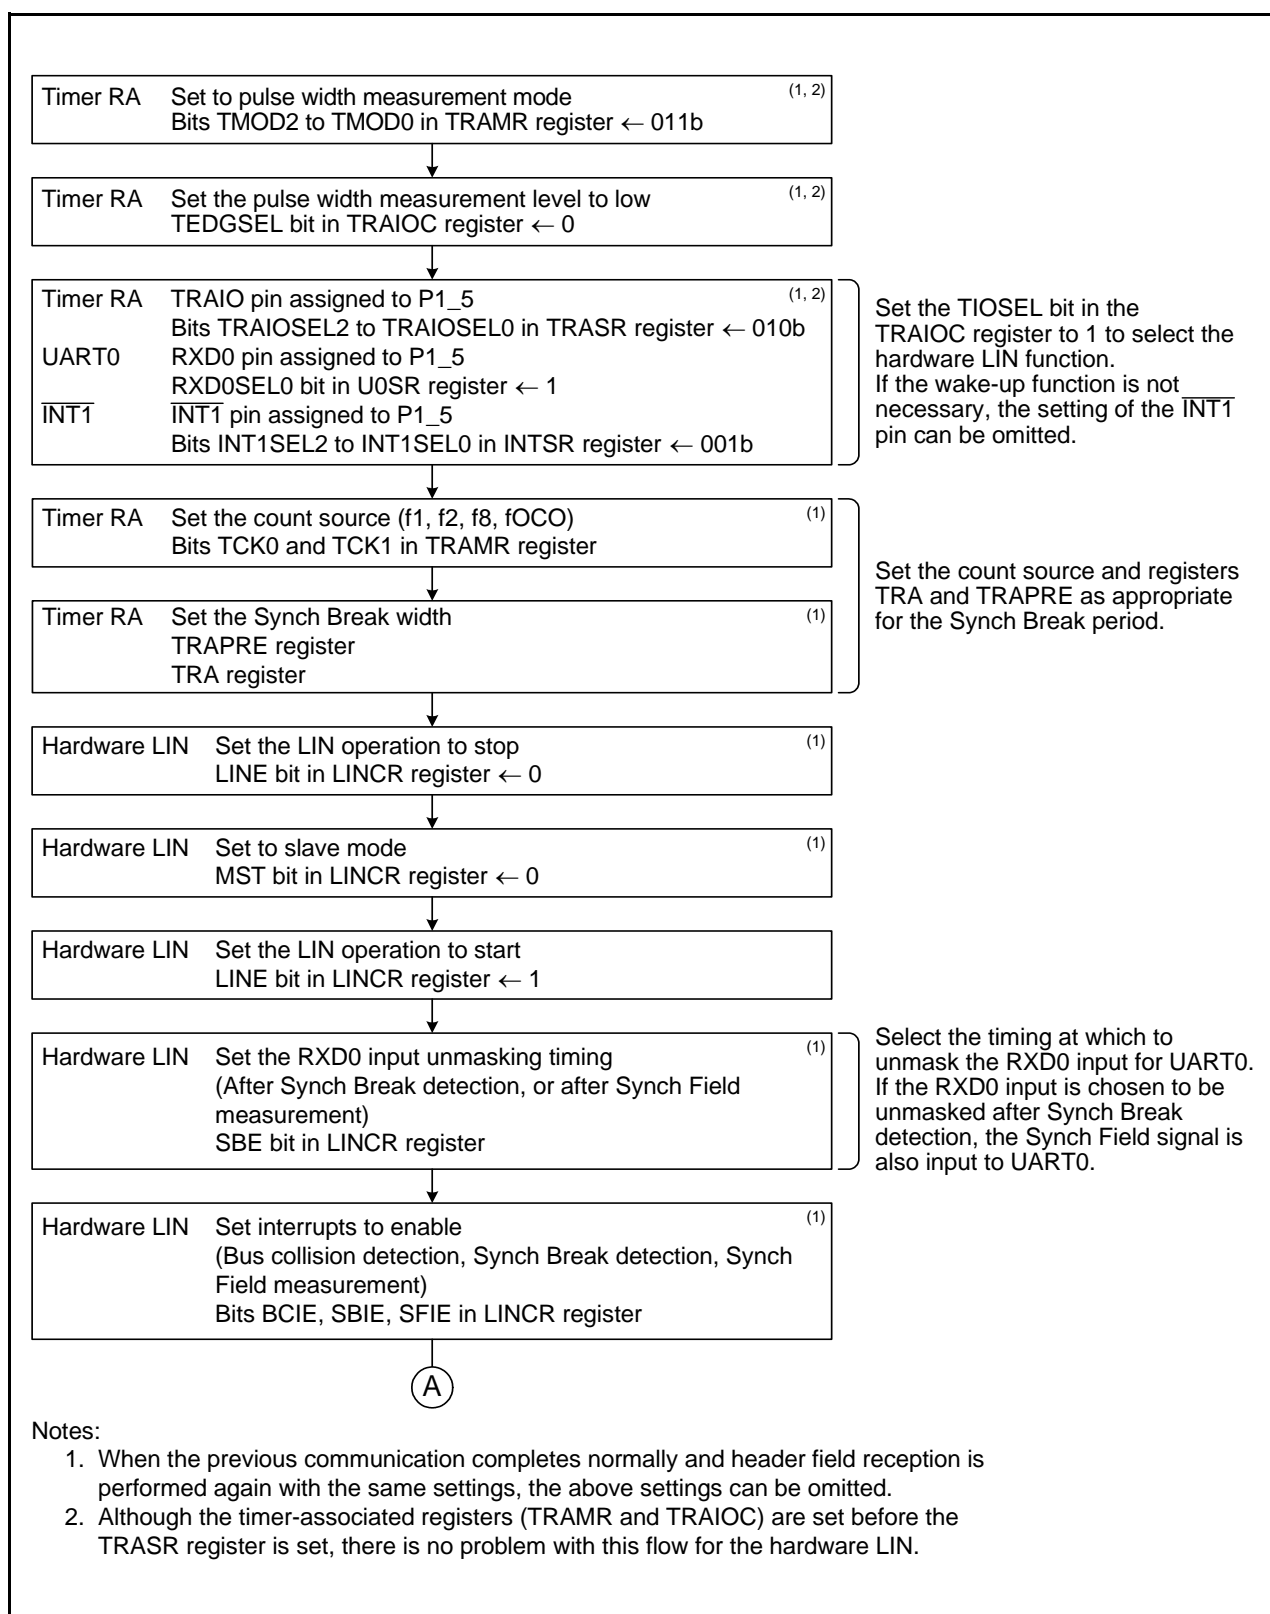 Timer RA Set to pulse width measurement mode (1, 2)
Bits TMOD2 to TMOD0 in TRAMR register ← 011b
Timer RA Set the pulse width measurement level to low (1, 2)
TEDGSEL bit in TRAIOC register ← 0
Timer RA TRAIO pin assigned to P1_5 (1, 2)
Bits TRAIOSEL2 to TRAIOSEL0 in TRASR register ← 010b
UART0 RXD0 pin assigned to P1_5
RXD0SEL0 bit in U0SR register ← 1
INT1 INT1 pin assigned to P1_5
Bits INT1SEL2 to INT1SEL0 in INTSR register ← 001b
Set the TIOSEL bit in the
TRAIOC register to 1 to select the
hardware LIN function.
If the wake-up function is not
necessary, the setting of the INT1
pin can be omitted.
Timer RA Set the count source (f1, f2, f8, fOCO) (1)
Bits TCK0 and TCK1 in TRAMR register
Timer RA Set the Synch Break width (1)
TRAPRE register
TRA register
Set the count source and registers
TRA and TRAPRE as appropriate
for the Synch Break period.
Hardware LIN Set the LIN operation to stop (1)
LINE bit in LINCR register ← 0
Hardware LIN Set to slave mode (1)
MST bit in LINCR register ← 0
Hardware LIN Set the LIN operation to start
LINE bit in LINCR register ← 1
Hardware LIN Set the RXD0 input unmasking timing (1)
(After Synch Break detection, or after Synch Field
measurement)
SBE bit in LINCR register
Select the timing at which to
unmask the RXD0 input for UART0.
If the RXD0 input is chosen to be
unmasked after Synch Break
detection, the Synch Field signal is
also input to UART0.
Hardware LIN Set interrupts to enable (1)
(Bus collision detection, Synch Break detection, Synch
Field measurement)
Bits BCIE, SBIE, SFIE in LINCR register
A
Notes:
1. When the previous communication completes normally and header field reception is
performed again with the same settings, the above settings can be omitted.
2. Although the timer-associated registers (TRAMR and TRAIOC) are set before the
TRASR register is set, there is no problem with this flow for the hardware LIN.